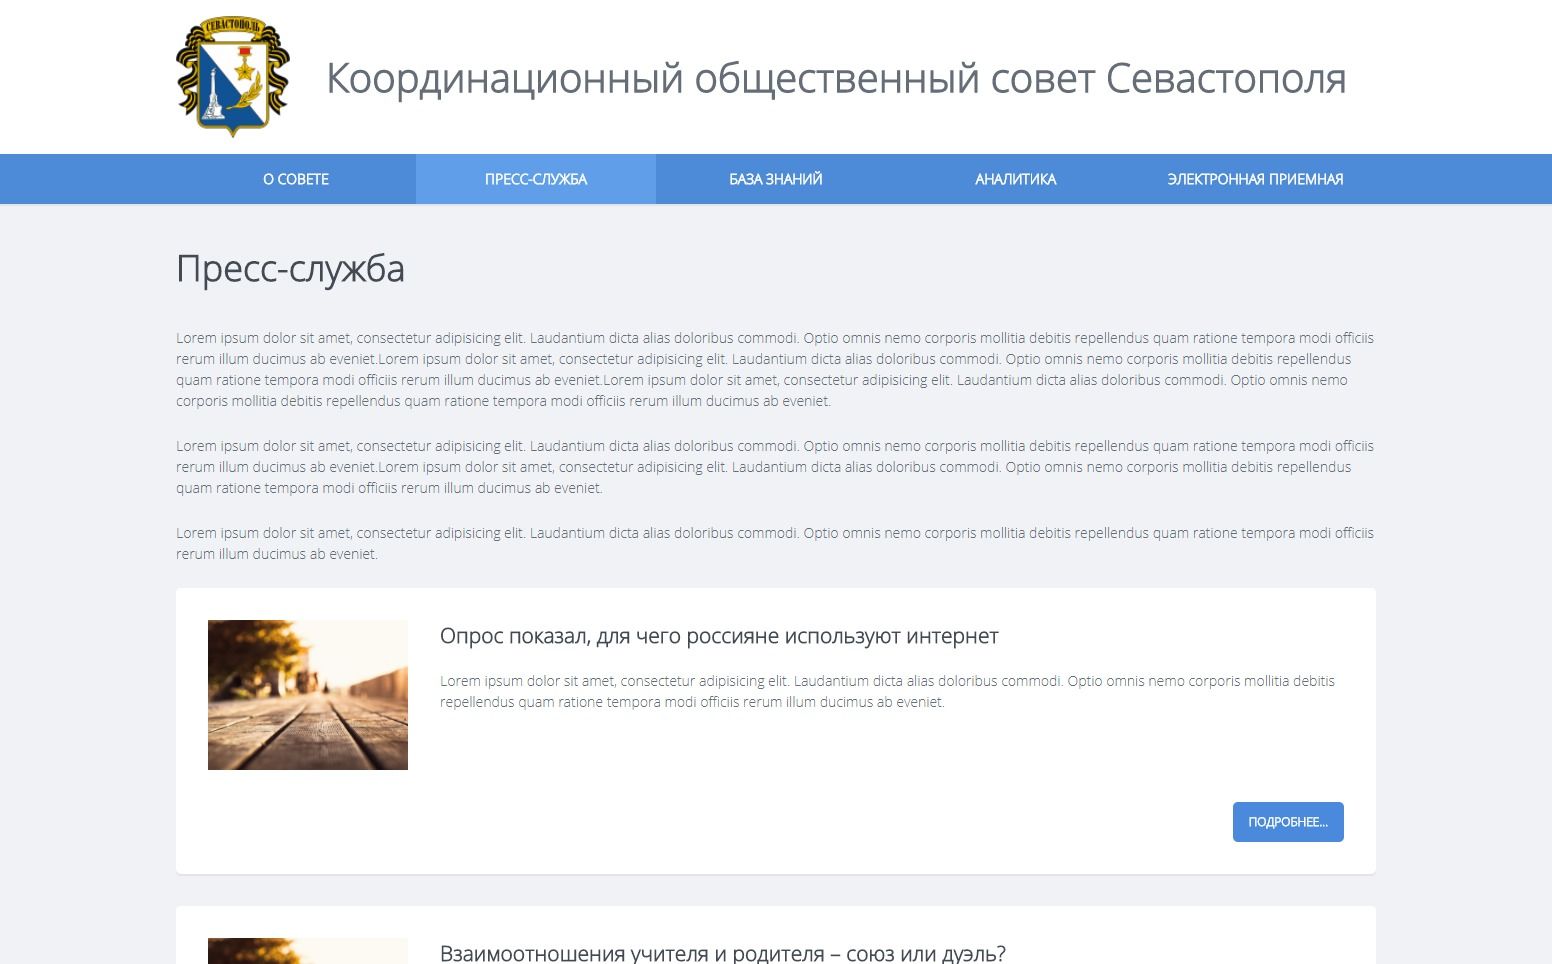 СЕВАСТОПОЛЬ
Координационный общественный совет Севастополя
О СОВЕТЕ
ПРЕСС-СЛУЖБА
БАЗА ЗНАНИЙ
АНАЛИТИКА
ЭЛЕКТРОННАЯ ПРИЕМНАЯ
Пресс-служба
Lorem ipsum dolor sit amet, consectetur adipisicing elit. Laudantium dicta alias doloribus commodi. Optio omnis nemo corporis mollitia debitis repellendus quam ratione tempora modi officiis
rerum illum ducimus ab eveniet.Lorem ipsum dolor sit amet, consectetur adipisicing elit. Laudantium dicta alias doloribus commodi. Optio omnis nemo corporis mollitia debitis repellendus
quam ratione tempora modi officiis rerum illum ducimus ab eveniet.Lorem ipsum dolor sit amet, consectetur adipisicing elit. Laudantium dicta alias doloribus commodi. Optio omnis nemo
corporis mollitia debitis repellendus quam ratione tempora modi officiis rerum illum ducimus ab eveniet.
Lorem ipsum dolor sit amet, consectetur adipisicing elit. Laudantium dicta alias doloribus commodi. Optio omnis nemo corporis mollitia debitis repellendus quam ratione tempora modi officiis
rerum illum ducimus ab eveniet.Lorem ipsum dolor sit amet, consectetur adipisicing elit. Laudantium dicta alias doloribus commodi. Optio omnis nemo corporis mollitia debitis repellendus
quam ratione tempora modi officiis rerum illum ducimus ab eveniet.
Lorem ipsum dolor sit amet, consectetur adipisicing elit. Laudantium dicta alias doloribus commodi. Optio omnis nemo corporis mollitia debitis repellendus quam ratione tempora modi officiis
rerum illum ducimus ab eveniet.
Опрос показал, для чего россияне используют интернет
Lorem ipsum dolor sit amet, consectetur adipisicing elit. Laudantium dicta alias doloribus commodi. Optio omnis nemo corporis mollitia debitis
repellendus quam ratione tempora modi officiis rerum illum ducimus ab eveniet.
ПОДРОБНЕЕ...
Взаимоотношения учителя и родителя – союз или дуэль?